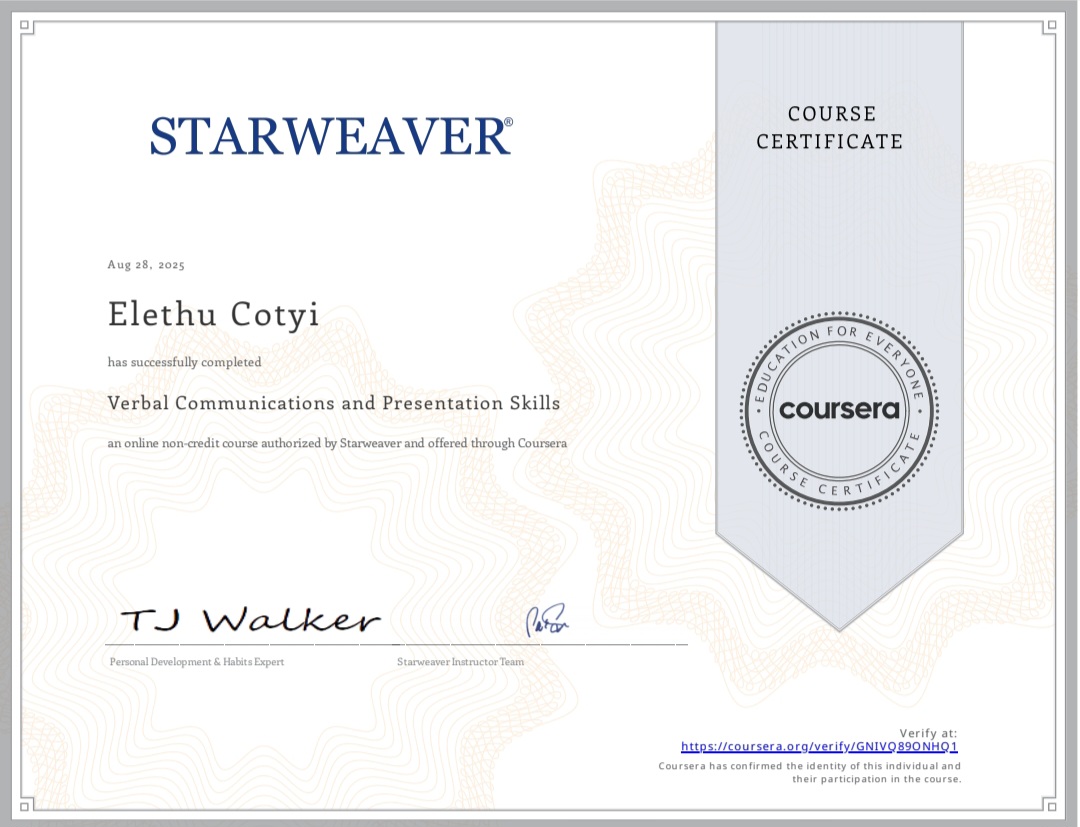 STARWEAVER®
COURSE
CERTIFICATE
Aug 28, 2025
Elethu Cotyi
has successfully completed
Verbal Communications and Presentation Skills
an online non-credit course authorized by Starweaver and offered through Coursera
EDUCATION FOR EVERYONE
coursera
COURSE CERTIFICATE
TJ Walker
Personal Development & Habits Expert
Starweaver Instructor Team
Verify at:
https://coursera.org/verify/GNIVQ89ONHQ1
Coursera has confirmed the identity of this individual and
their participation in the course.